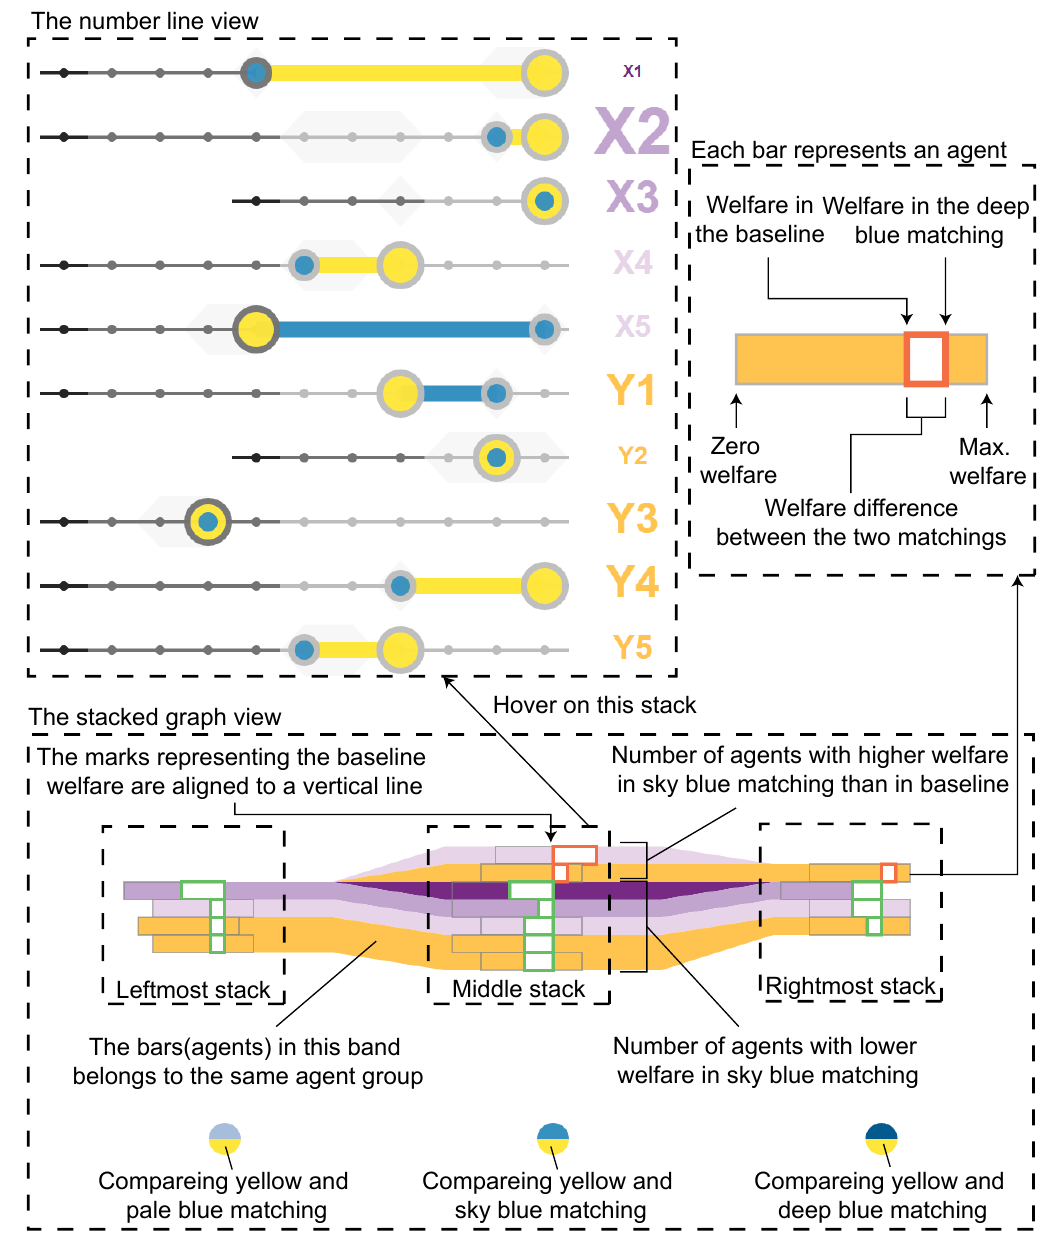 The number line view
X1
X2
X3
X4
X5
Y1
Y2
Y3
Y4
Y5
Each bar represents an agent
Welfare in
the baseline
Welfare in the deep
blue matching
Zero
welfare
Max.
welfare
Welfare difference
between the two matchings
Hover on this stack
The stacked graph view
The marks representing the baseline
welfare are aligned to a vertical line
Number of agents with higher welfare
in sky blue matching than in baseline
Leftmost stack
Middle stack
Rightmost stack
The bars(agents) in this band
belongs to the same agent group
Number of agents with lower
welfare in sky blue matching
Compareing yellow and
pale blue matching
Compareing yellow and
sky blue matching
Compareing yellow and
deep blue matching